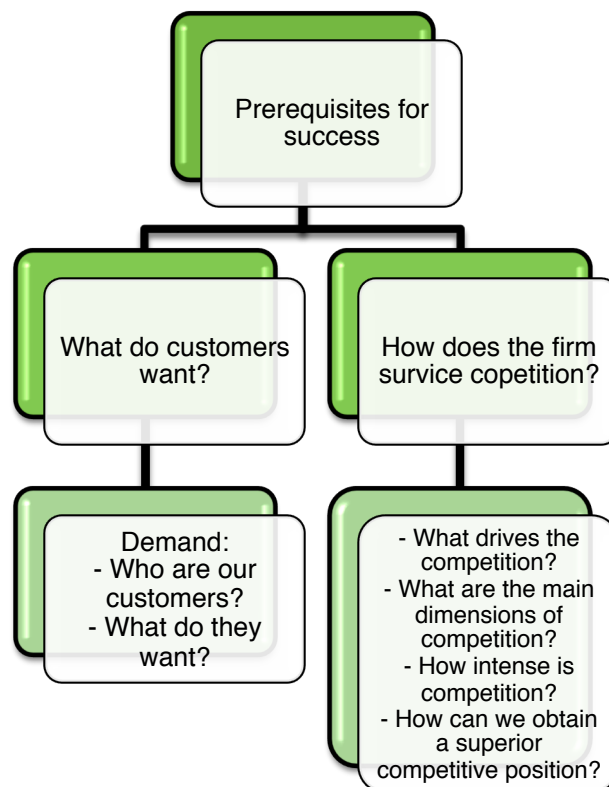 Prerequisites for
success
What do customers
want?
How does the firm
survice copetition?
Demand:
- Who are our
customers?
- What do they
want?
- What drives the
competition?
- What are the main
dimensions of
competition?
- How intense is
competition?
- How can we obtain
a superior
competitive position?